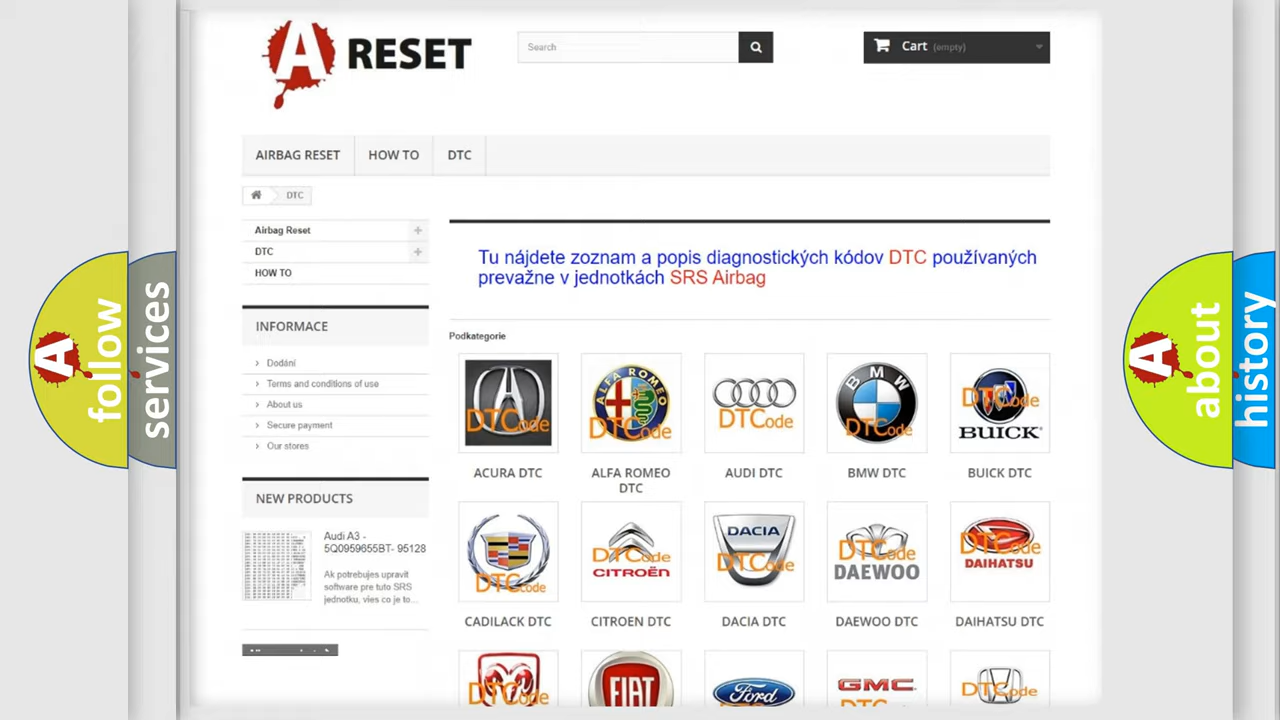 A RESET
Search
Cart (empty)
AIRBAG RESET
HOW TO
DTC
DTC
Airbag Reset
DTC
HOW TO
INFORMACE
Dodání
Terms and conditions of use
About us
Secure payment
Our stores
NEW PRODUCTS
Audi A3 -
5Q0959655BT- 95128
Ak potrebujes upravit
software pre tuto SRS
jednotku, vies co je to...
Tu nájdete zoznam a popis diagnostických kódov DTC používaných
prevažne v jednotkách SRS Airbag
Podkategorie
DTCode
ALFA ROMEO
DTCode
DTCode
BMW
DTCode
DTCode
BUICK
ACURA DTC
ALFA ROMEO
DTC
AUDI DTC
BMW DTC
BUICK DTC
DTCode
DTCode
CITROËN
DACIA
DTCode
DTCode
DAEWOO
DTCode
DAIHATSU
CADILACK DTC
CITROEN DTC
DACIA DTC
DAEWOO DTC
DAIHATSU DTC
DTCode
FIAT
Ford
GMC
DTCode
A follow
services
A about
history